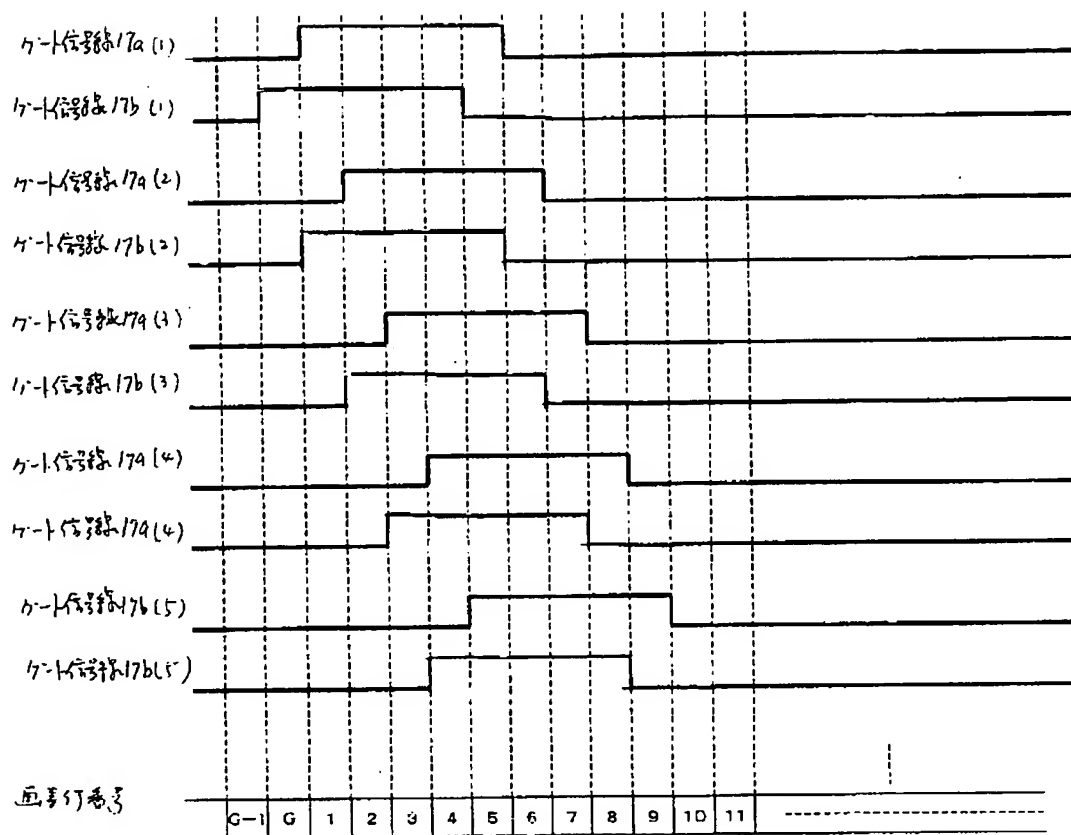 ゲート信号線17a(1)
ゲート信号線17b(1)
ゲート信号線17a(2)
ゲート信号線17b(2)
ゲート信号線17a(3)
ゲート信号線17b(3)
ゲート信号線17a(4)
ゲート信号線17a(4)
ゲート信号線17b(5)
ゲート信号線17b(5)
画素行番号
G-1 G 1 2 3 4 5 6 7 8 9 10 11